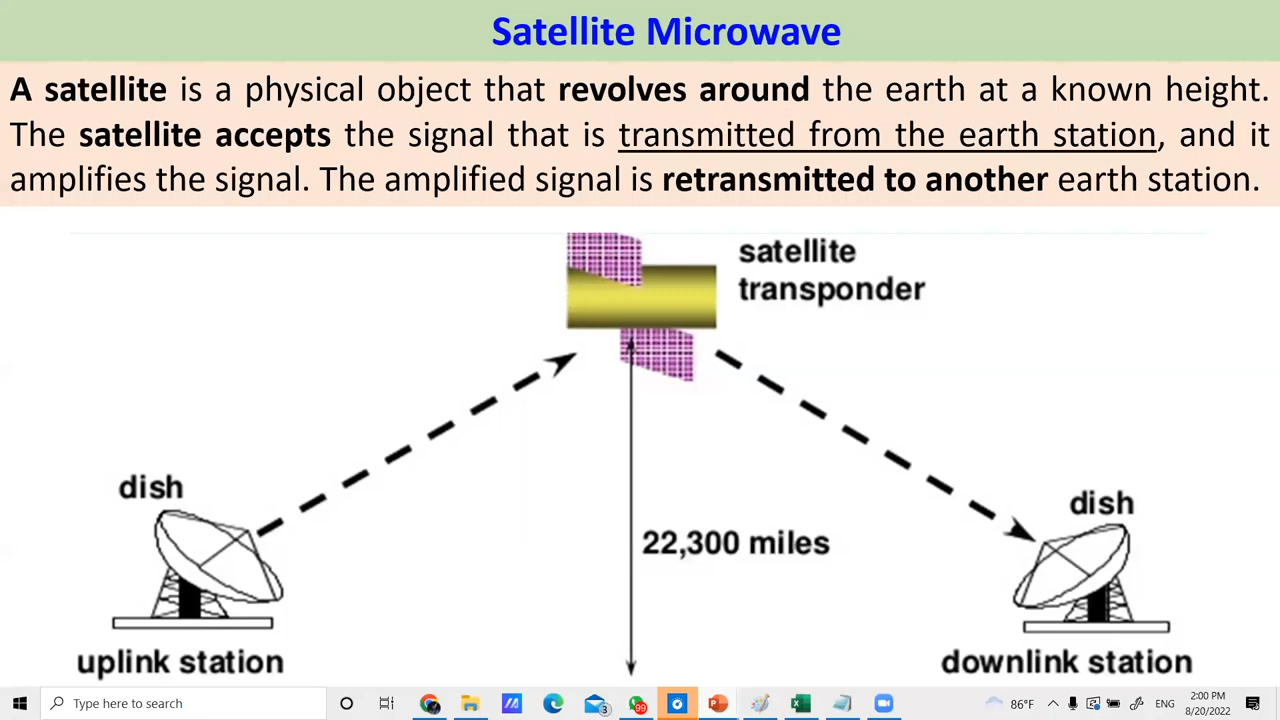 Satellite Microwave
A satellite is a physical object that revolves around the earth at a known height.
The satellite accepts the signal that is transmitted from the earth station, and it
amplifies the signal. The amplified signal is retransmitted to another earth station.
satellite
transponder
dish
dish
22,300 miles
uplink station
downlink station
Type here to search
3
99
86°F
ENG
2:00 PM
8/20/2022